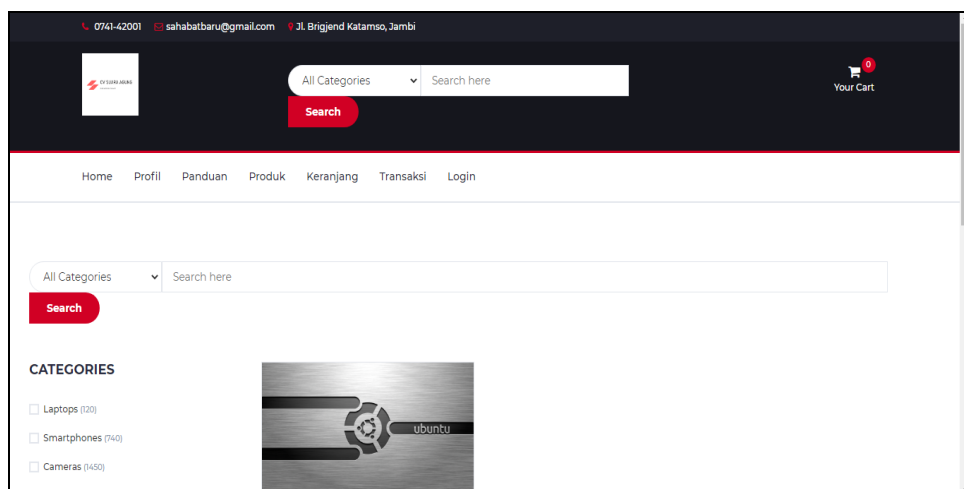 0741-42001 sahabatbaru@gmail.com Jl. Brigjend Katamso, Jambi
All Categories Search here
Search
0
Your Cart
Home Profil Panduan Produk Keranjang Transaksi Login
All Categories Search here
Search
CATEGORIES
Laptops (120)
Smartphones (740)
Cameras (1450)
ubuntu